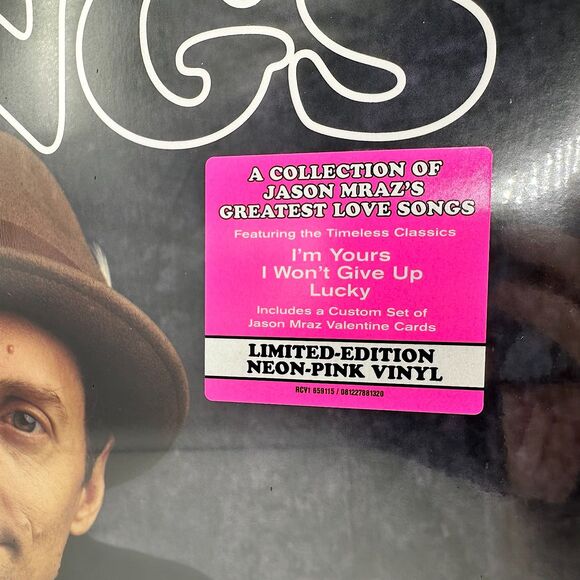 NGS
A COLLECTION OF
JASON MRAZ'S
GREATEST LOVE SONGS
Featuring the Timeless Classics
I'm Yours
I Won't Give Up
Lucky
Includes a Custom Set of
Jason Mraz Valentine Cards
LIMITED-EDITION
NEON-PINK VINYL
RCY1 659115 / 081227881320